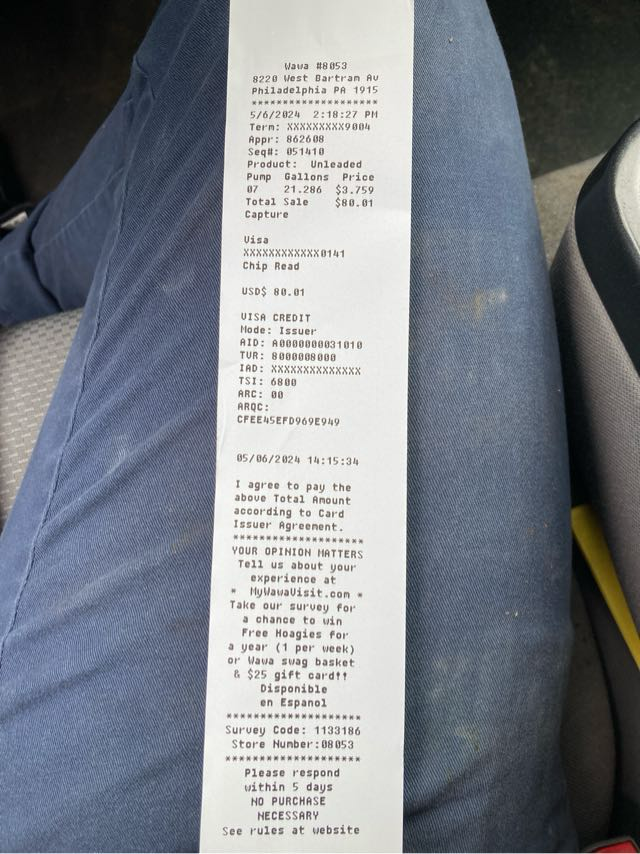 Wawa #8053
8220 West Bartram Av
Philadelphia PA 1915
********************
5/6/2024 2:18:27 PM
Term: XXXXXXXXX9004
Appr: 862608
Seq#: 051410
Product: Unleaded
Pump Gallons Price
07 21.286 $3.759
Total Sale $80.01
Capture
Visa
XXXXXXXXXXXX0141
Chip Read
USD$ 80.01
VISA CREDIT
Mode: Issuer
AID: A0000000031010
TVR: 8000008000
IAD: XXXXXXXXXXXXXX
TSI: 6800
ARC: 00
ARQC:
CFEE45EFD969E949
05/06/2024 14:15:34
I agree to pay the
above Total Amount
according to Card
Issuer Agreement.
********************
YOUR OPINION MATTERS
Tell us about your
experience at
* MyWawaVisit.com *
Take our survey for
a chance to win
Free Hoagies for
a year (1 per week)
or Wawa swag basket
& $25 gift card!!
Disponible
en Espanol
********************
Survey Code: 1133186
Store Number:08053
********************
Please respond
within 5 days
NO PURCHASE
NECESSARY
See rules at website